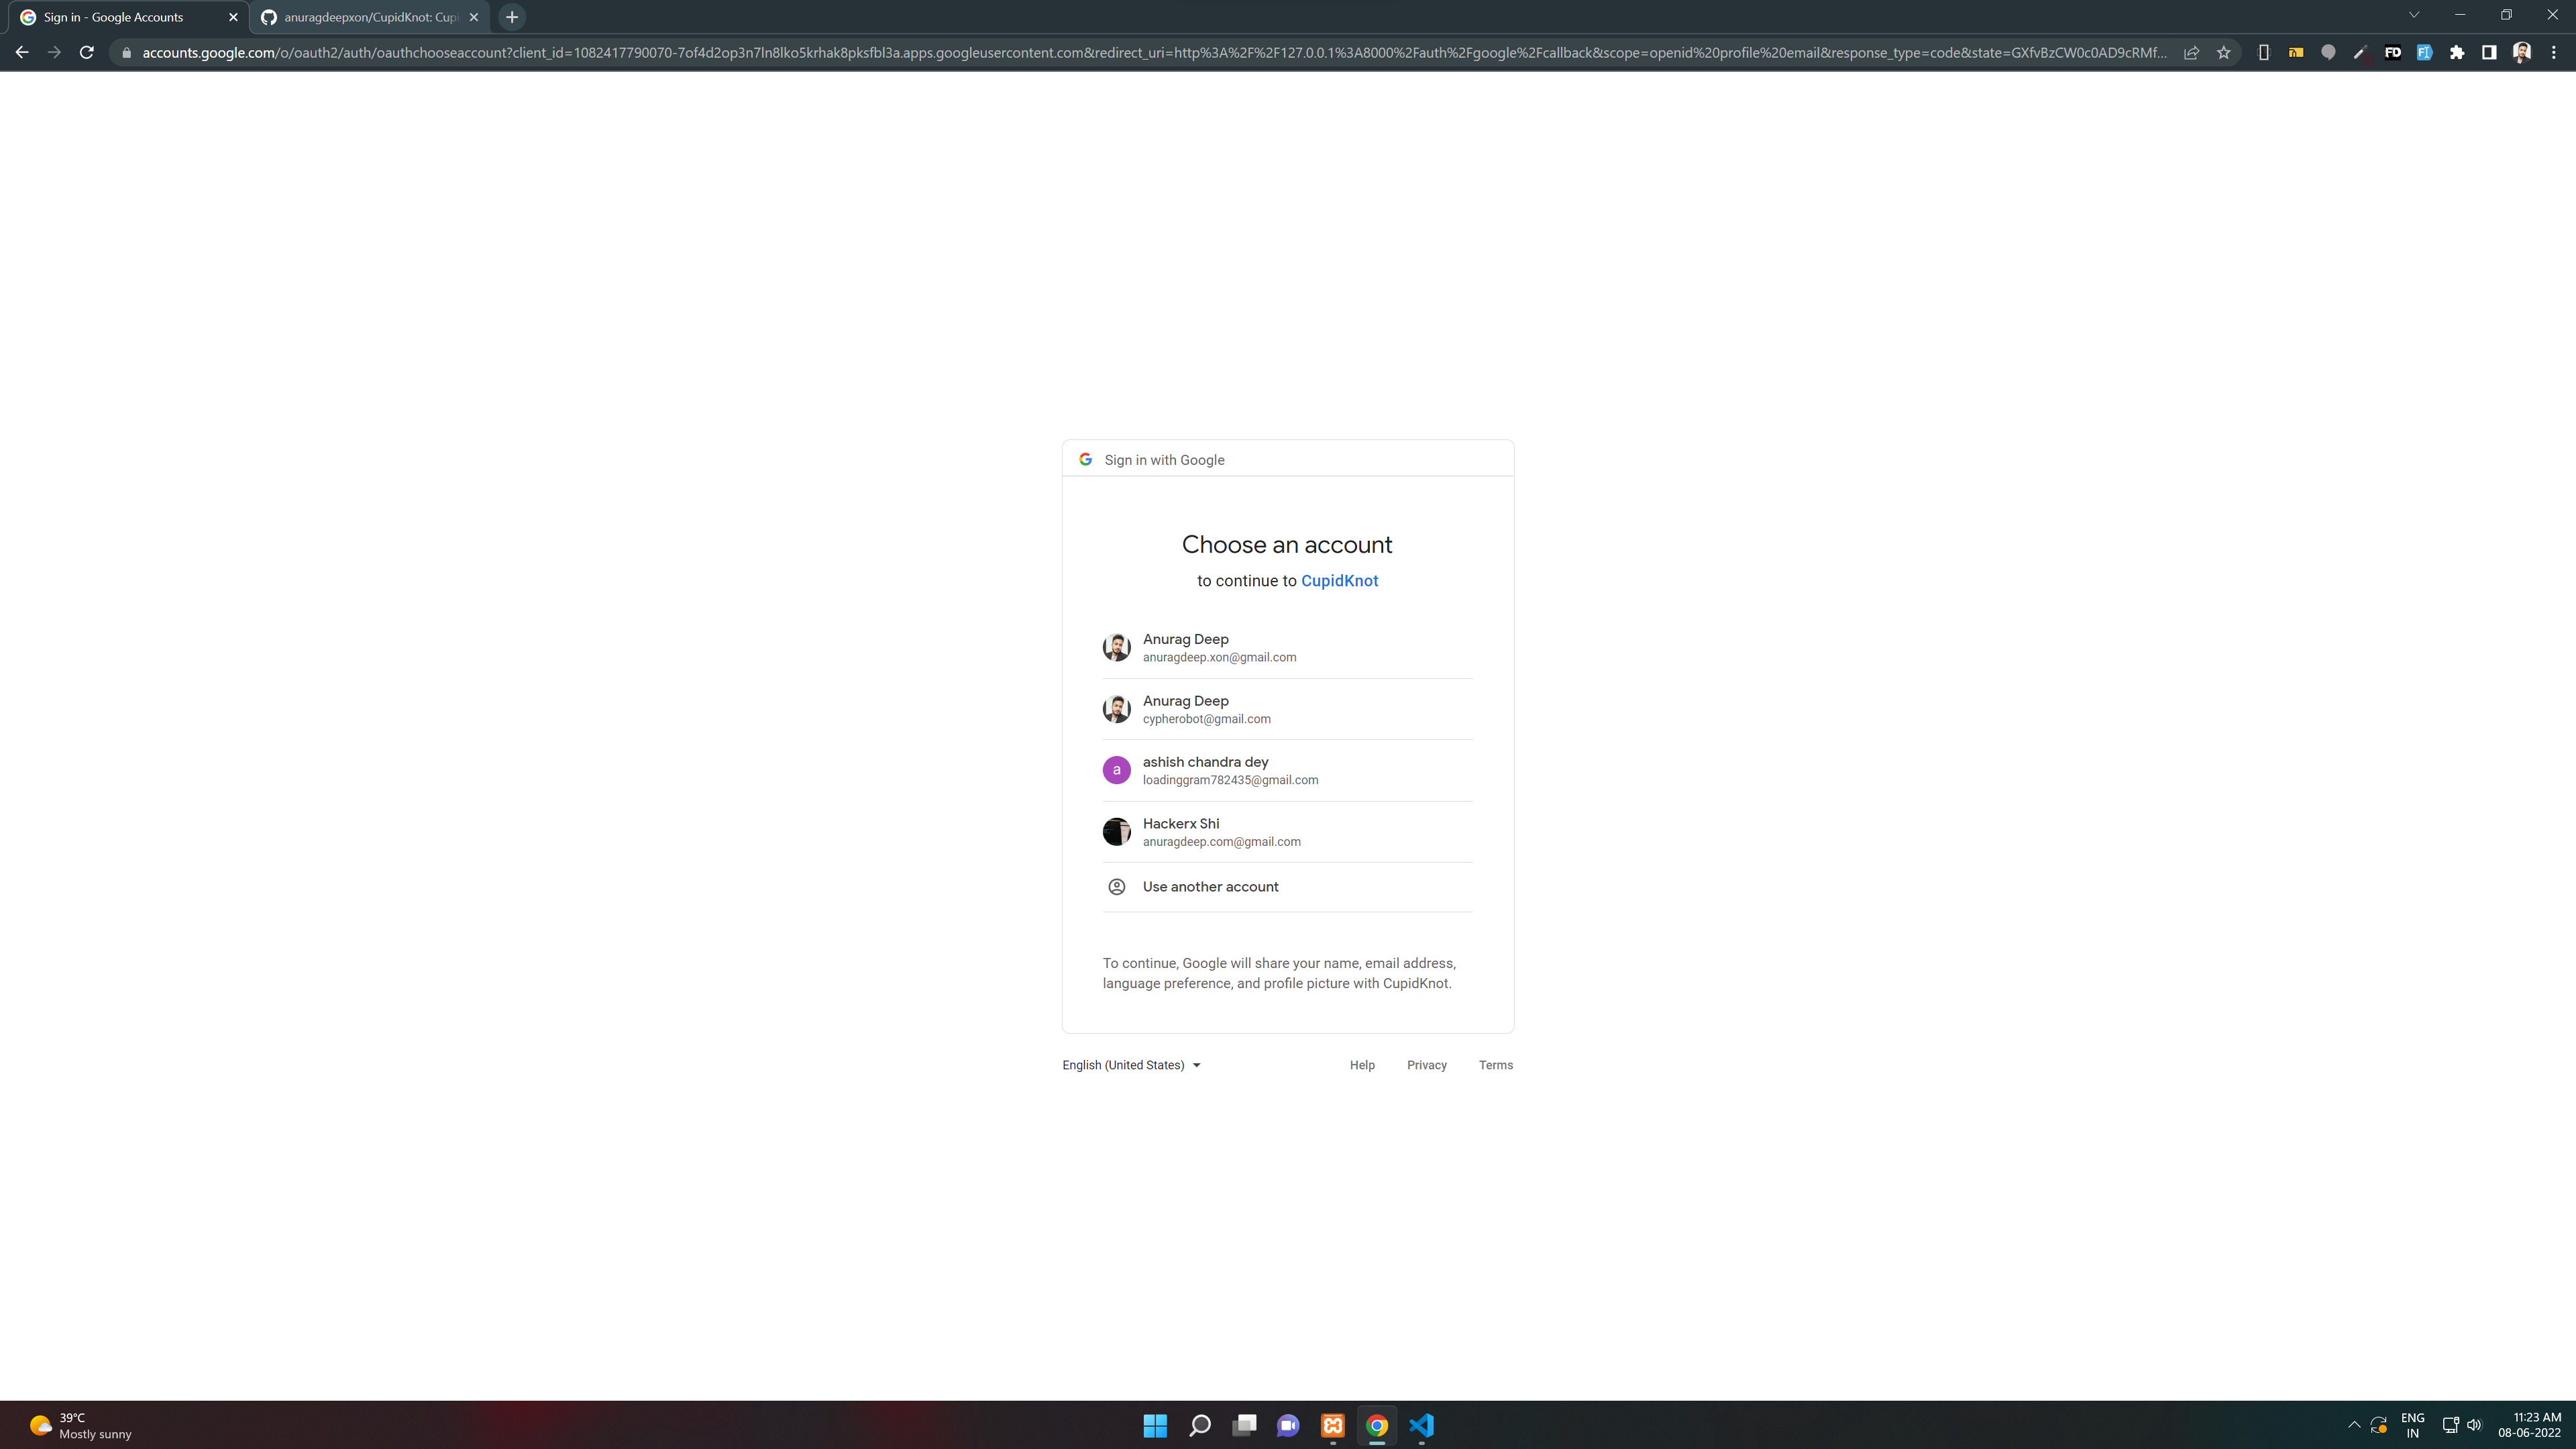 Sign in - Google Accounts
anuragdeepxon/CupidKnot: Cupi
accounts.google.com/o/oauth2/auth/oauthchooseaccount?client_id=1082417790070-7of4d2op3n7ln8lko5krhak8pksfbl3a.apps.googleusercontent.com&redirect_uri=http%3A%2F%2F127.0.0.1%3A8000%2Fauth%2Fgoogle%2Fcallback&scope=openid%20profile%20email&response_type=code&state=GXfvBzCW0c0AD9cRMf...
FD
Sign in with Google
Choose an account
to continue to CupidKnot
Anurag Deep
anuragdeep.xon@gmail.com
Anurag Deep
cypherobot@gmail.com
a
ashish chandra dey
loadinggram782435@gmail.com
Hackerx Shi
anuragdeep.com@gmail.com
Use another account
To continue, Google will share your name, email address,
language preference, and profile picture with CupidKnot.
English (United States)
Help
Privacy
Terms
39°C
Mostly sunny
ENG
IN
11:23 AM
08-06-2022